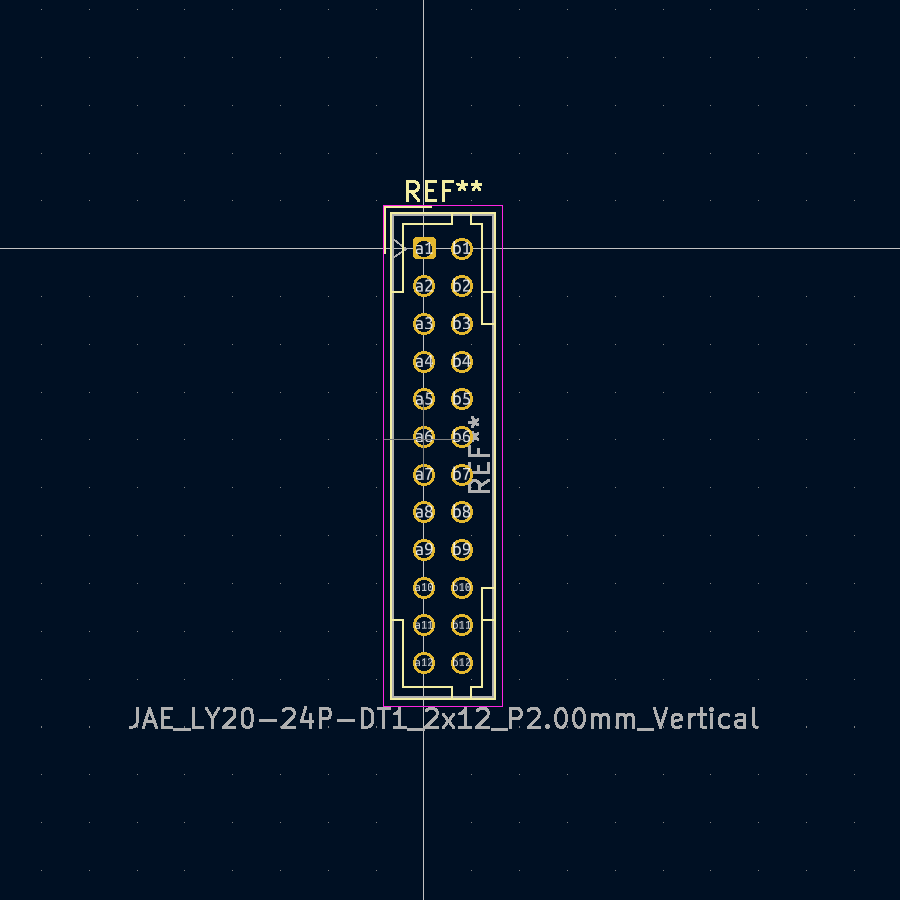 REF**
a1 b1
a2 b2
a3 b3
a4 b4
a5 b5
a6 b6
a7 b7
a8 b8
a9 b9
a10 b10
a11 b11
a12 b12
REF**
JAE_LY20-24P-DT1_2x12_P2.00mm_Vertical